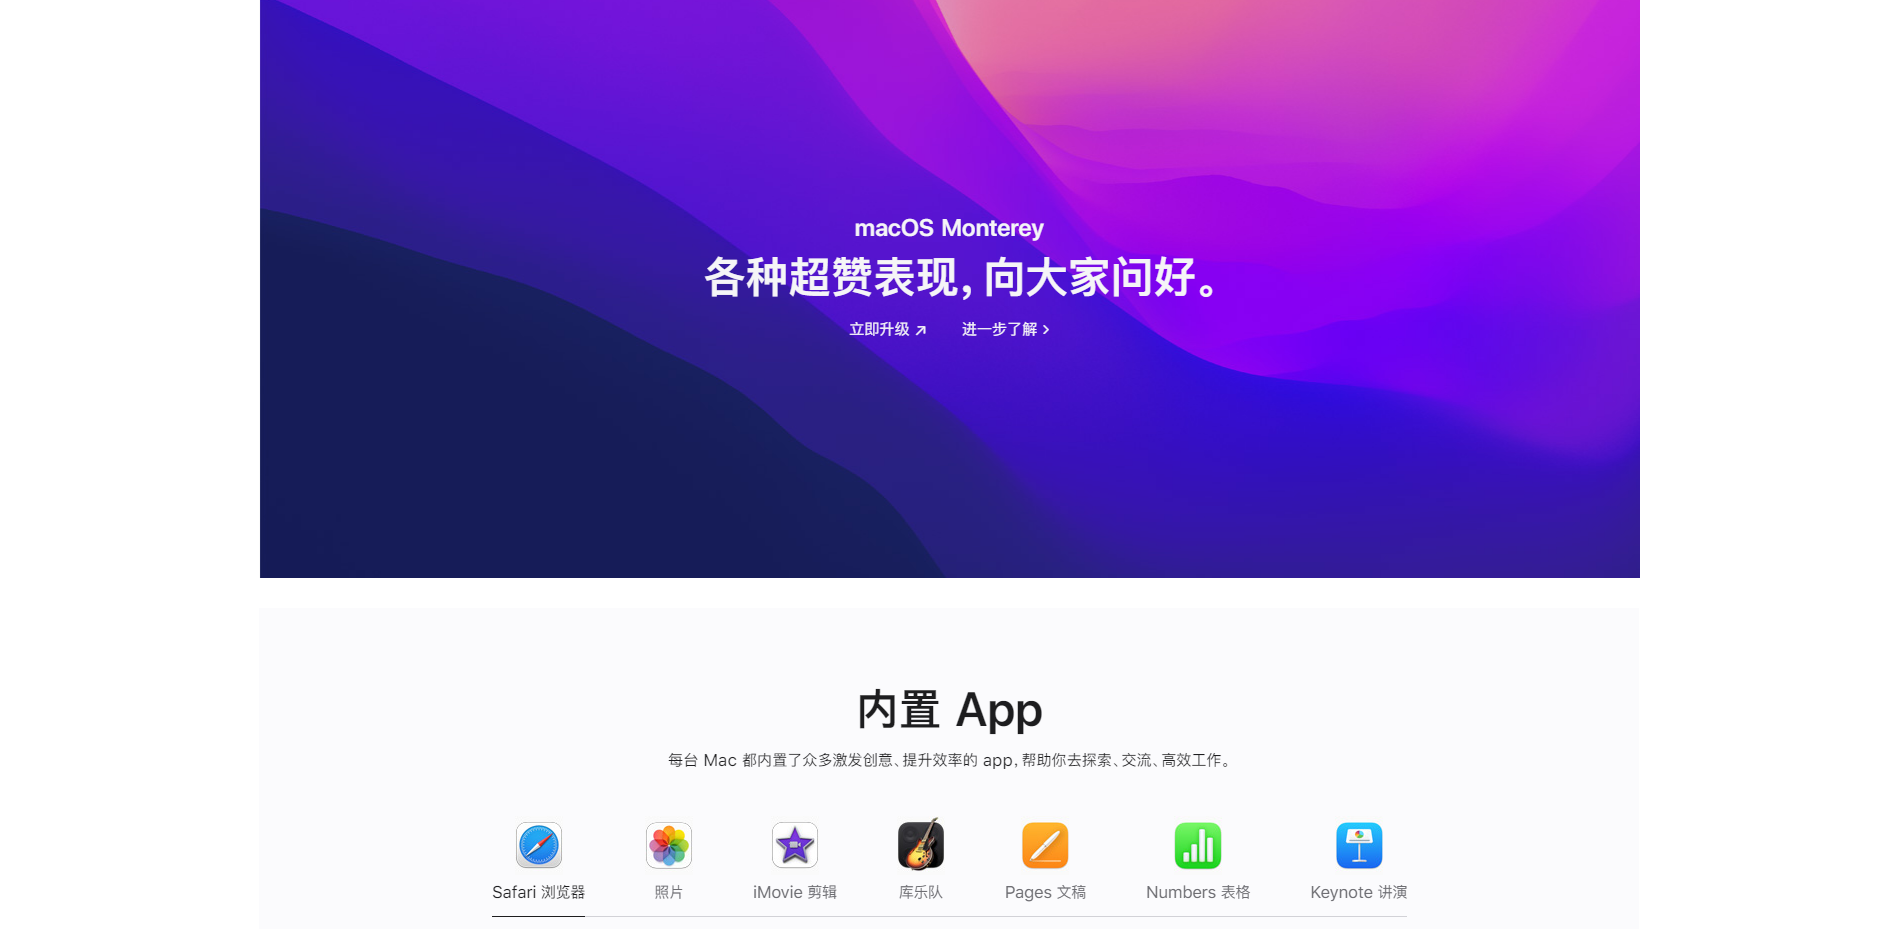 macOS Monterey
各种超赞表现，向大家问好。
立即升级 进一步了解
内置 App
每台 Mac 都内置了众多激发创意、提升效率的 app，帮助你去探索、交流、高效工作。
Safari 浏览器 照片 iMovie 剪辑 库乐队 Pages 文稿 Numbers 表格 Keynote 讲演